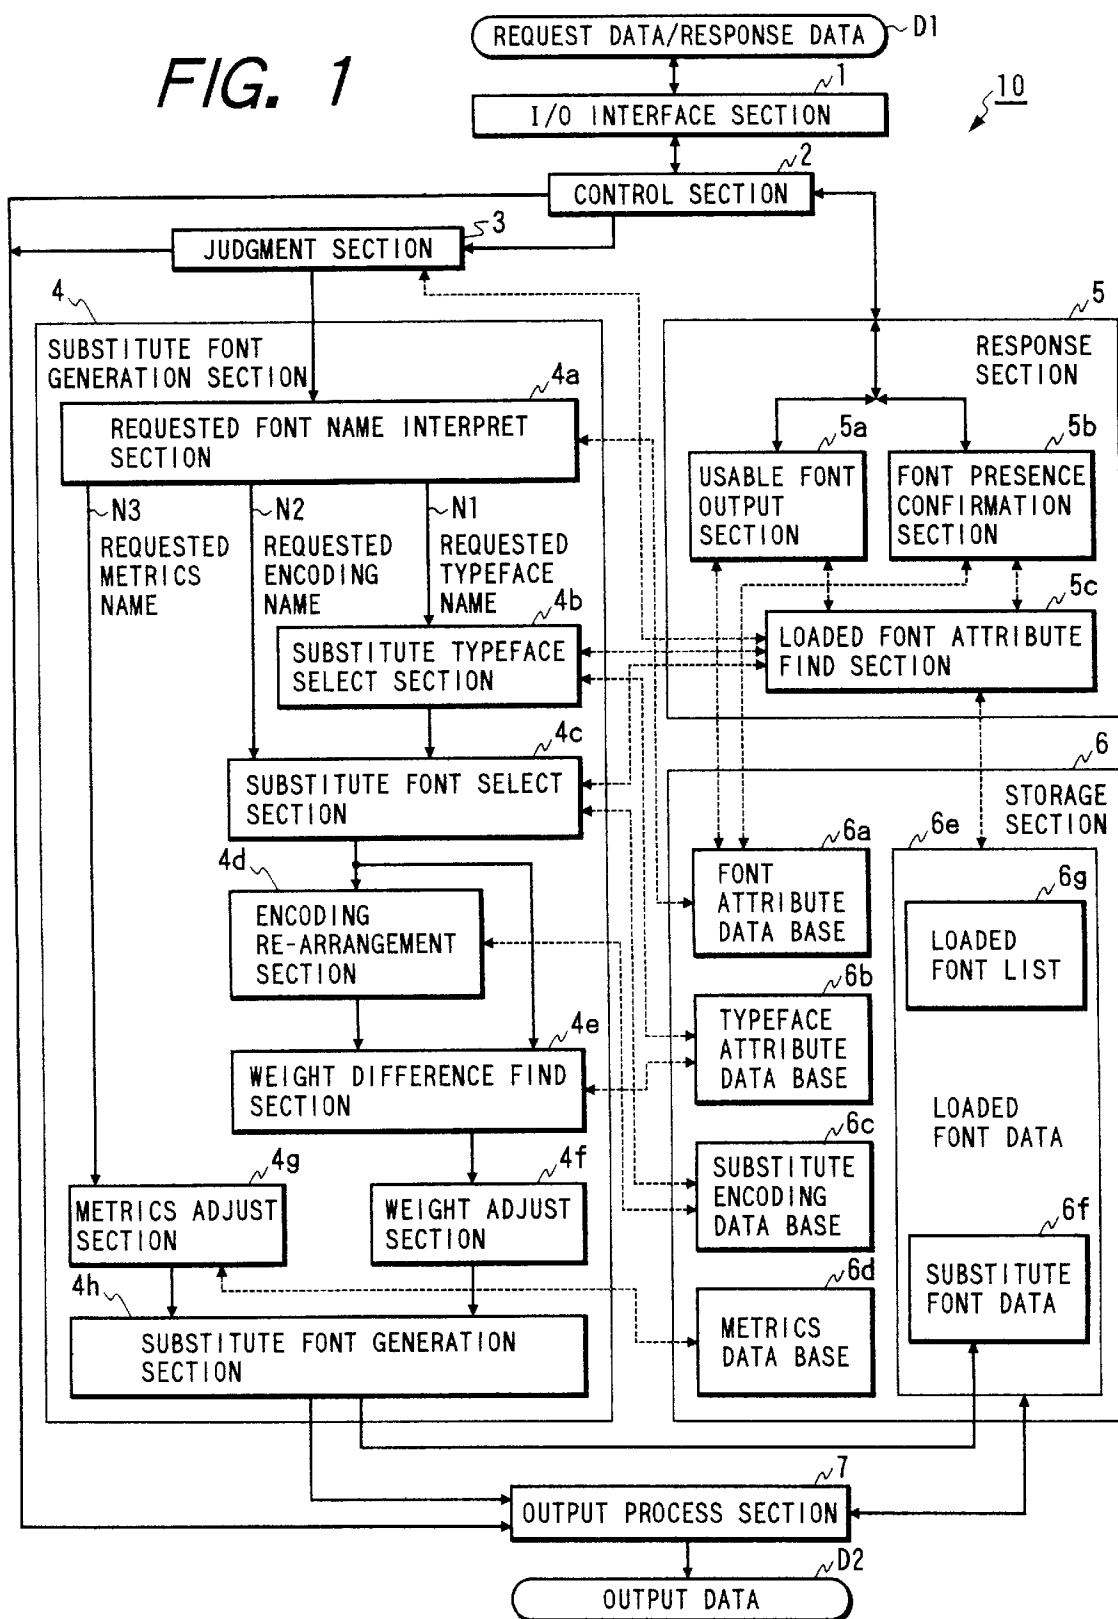 FIG. 1
REQUEST DATA/RESPONSE DATA
D1
1
I/O INTERFACE SECTION
10
2
CONTROL SECTION
3
JUDGMENT SECTION
4
SUBSTITUTE FONT
GENERATION SECTION
4a
REQUESTED FONT NAME INTERPRET
SECTION
N3
REQUESTED
METRICS
NAME
N2
REQUESTED
ENCODING
NAME
N1
REQUESTED
TYPEFACE
NAME
4b
SUBSTITUTE TYPEFACE
SELECT SECTION
4c
SUBSTITUTE FONT SELECT
SECTION
4d
ENCODING
RE-ARRANGEMENT
SECTION
4e
WEIGHT DIFFERENCE FIND
SECTION
4g
METRICS ADJUST
SECTION
4f
WEIGHT ADJUST
SECTION
4h
SUBSTITUTE FONT GENERATION
SECTION
5
RESPONSE
SECTION
5a
USABLE FONT
OUTPUT
SECTION
5b
FONT PRESENCE
CONFIRMATION
SECTION
5c
LOADED FONT ATTRIBUTE
FIND SECTION
6
STORAGE
SECTION
6a
FONT
ATTRIBUTE
DATA BASE
6b
TYPEFACE
ATTRIBUTE
DATA BASE
6c
SUBSTITUTE
ENCODING
DATA BASE
6d
METRICS
DATA BASE
6e
6g
LOADED
FONT LIST
LOADED
FONT DATA
6f
SUBSTITUTE
FONT DATA
7
OUTPUT PROCESS SECTION
D2
OUTPUT DATA